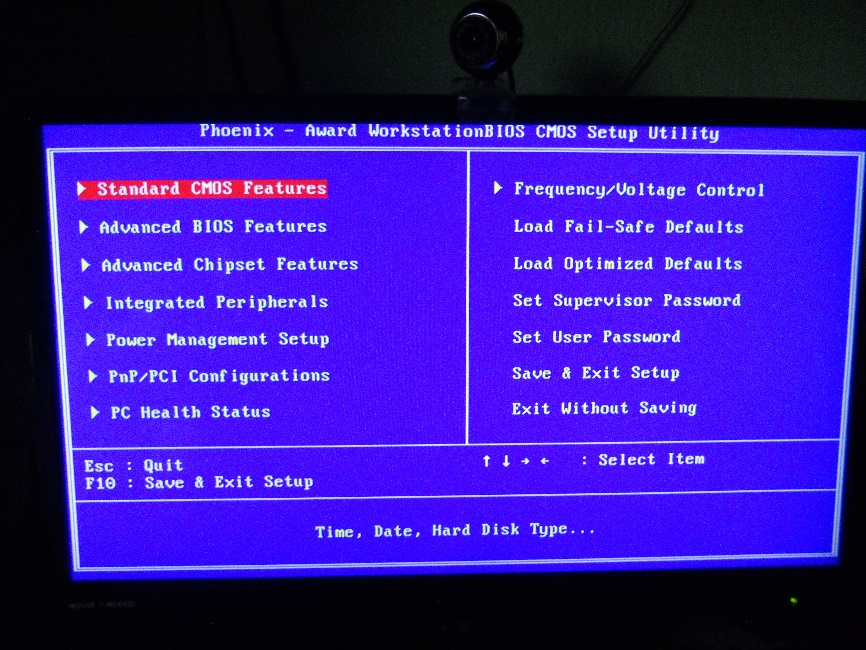 Phoenix - Award WorkstationBIOS CMOS Setup Utility
Standard CMOS Features
Advanced BIOS Features
Advanced Chipset Features
Integrated Peripherals
Power Management Setup
PnP/PCI Configurations
PC Health Status
Frequency/Voltage Control
Load Fail-Safe Defaults
Load Optimized Defaults
Set Supervisor Password
Set User Password
Save & Exit Setup
Exit Without Saving
Esc : Quit
F10 : Save & Exit Setup
↑ ↓ → ← : Select Item
Time, Date, Hard Disk Type...